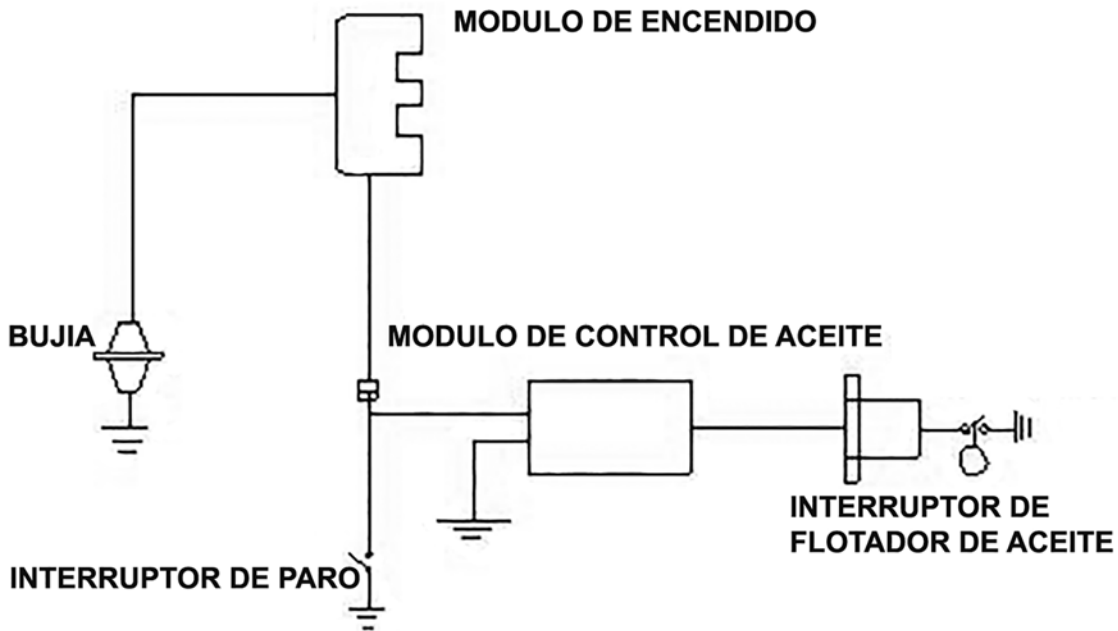 MODULO DE ENCENDIDO
BUJIA
MODULO DE CONTROL DE ACEITE
INTERRUPTOR DE
FLOTADOR DE ACEITE
INTERRUPTOR DE PARO